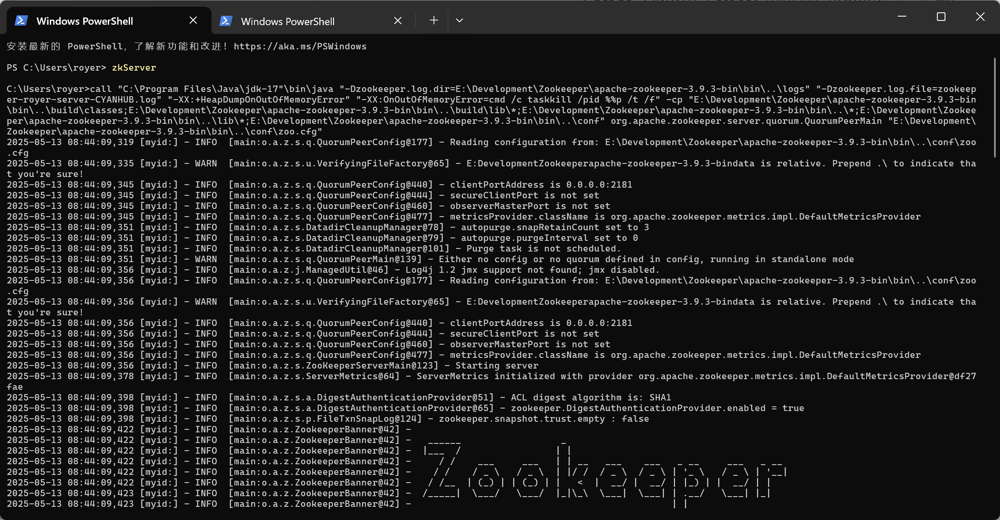 Windows PowerShell
Windows PowerShell
安装最新的 PowerShell，了解新功能和改进！https://aka.ms/PSWindows
PS C:\Users\royer> zkServer
C:\Users\royer>call "C:\Program Files\Java\jdk-17"\bin\java "-Dzookeeper.log.dir=E:\Development\Zookeeper\apache-zookeeper-3.9.3-bin\bin\..\logs" "-Dzookeeper.log.file=zookeep
er-royer-server-CYANHUB.log" "-XX:+HeapDumpOnOutOfMemoryError" "-XX:OnOutOfMemoryError=cmd /c taskkill /pid %%p /t /f" -cp "E:\Development\Zookeeper\apache-zookeeper-3.9.3-bin
\bin\..\build\classes;E:\Development\Zookeeper\apache-zookeeper-3.9.3-bin\bin\..\build\lib\*;E:\Development\Zookeeper\apache-zookeeper-3.9.3-bin\bin\..\*;E:\Development\Zookee
per\apache-zookeeper-3.9.3-bin\bin\..\lib\*;E:\Development\Zookeeper\apache-zookeeper-3.9.3-bin\bin\..\conf" org.apache.zookeeper.server.quorum.QuorumPeerMain "E:\Development\
Zookeeper\apache-zookeeper-3.9.3-bin\bin\..\conf\zoo.cfg"
2025-05-13 08:44:09,319 [myid:] - INFO  [main:o.a.z.s.q.QuorumPeerConfig@177] - Reading configuration from: E:\Development\Zookeeper\apache-zookeeper-3.9.3-bin\bin\..\conf\zoo
.cfg
2025-05-13 08:44:09,335 [myid:] - WARN  [main:o.a.z.s.u.VerifyingFileFactory@65] - E:DevelopmentZookeeperapache-zookeeper-3.9.3-bindata is relative. Prepend .\ to indicate tha
t you're sure!
2025-05-13 08:44:09,345 [myid:] - INFO  [main:o.a.z.s.q.QuorumPeerConfig@440] - clientPortAddress is 0.0.0.0:2181
2025-05-13 08:44:09,345 [myid:] - INFO  [main:o.a.z.s.q.QuorumPeerConfig@444] - secureClientPort is not set
2025-05-13 08:44:09,345 [myid:] - INFO  [main:o.a.z.s.q.QuorumPeerConfig@460] - observerMasterPort is not set
2025-05-13 08:44:09,345 [myid:] - INFO  [main:o.a.z.s.q.QuorumPeerConfig@477] - metricsProvider.className is org.apache.zookeeper.metrics.impl.DefaultMetricsProvider
2025-05-13 08:44:09,351 [myid:] - INFO  [main:o.a.z.s.DatadirCleanupManager@78] - autopurge.snapRetainCount set to 3
2025-05-13 08:44:09,351 [myid:] - INFO  [main:o.a.z.s.DatadirCleanupManager@79] - autopurge.purgeInterval set to 0
2025-05-13 08:44:09,351 [myid:] - INFO  [main:o.a.z.s.DatadirCleanupManager@101] - Purge task is not scheduled.
2025-05-13 08:44:09,351 [myid:] - WARN  [main:o.a.z.s.q.QuorumPeerMain@139] - Either no config or no quorum defined in config, running in standalone mode
2025-05-13 08:44:09,356 [myid:] - INFO  [main:o.a.z.j.ManagedUtil@46] - Log4j 1.2 jmx support not found; jmx disabled.
2025-05-13 08:44:09,356 [myid:] - INFO  [main:o.a.z.s.q.QuorumPeerConfig@177] - Reading configuration from: E:\Development\Zookeeper\apache-zookeeper-3.9.3-bin\bin\..\conf\zoo
.cfg
2025-05-13 08:44:09,356 [myid:] - WARN  [main:o.a.z.s.u.VerifyingFileFactory@65] - E:DevelopmentZookeeperapache-zookeeper-3.9.3-bindata is relative. Prepend .\ to indicate tha
t you're sure!
2025-05-13 08:44:09,356 [myid:] - INFO  [main:o.a.z.s.q.QuorumPeerConfig@440] - clientPortAddress is 0.0.0.0:2181
2025-05-13 08:44:09,356 [myid:] - INFO  [main:o.a.z.s.q.QuorumPeerConfig@444] - secureClientPort is not set
2025-05-13 08:44:09,356 [myid:] - INFO  [main:o.a.z.s.q.QuorumPeerConfig@460] - observerMasterPort is not set
2025-05-13 08:44:09,356 [myid:] - INFO  [main:o.a.z.s.q.QuorumPeerConfig@477] - metricsProvider.className is org.apache.zookeeper.metrics.impl.DefaultMetricsProvider
2025-05-13 08:44:09,356 [myid:] - INFO  [main:o.a.z.s.ZooKeeperServerMain@123] - Starting server
2025-05-13 08:44:09,378 [myid:] - INFO  [main:o.a.z.s.ServerMetrics@64] - ServerMetrics initialized with provider org.apache.zookeeper.metrics.impl.DefaultMetricsProvider@df27
fae
2025-05-13 08:44:09,398 [myid:] - INFO  [main:o.a.z.s.a.DigestAuthenticationProvider@51] - ACL digest algorithm is: SHA1
2025-05-13 08:44:09,398 [myid:] - INFO  [main:o.a.z.s.a.DigestAuthenticationProvider@65] - zookeeper.DigestAuthenticationProvider.enabled = true
2025-05-13 08:44:09,398 [myid:] - INFO  [main:o.a.z.s.p.FileTxnSnapLog@124] - zookeeper.snapshot.trust.empty : false
2025-05-13 08:44:09,422 [myid:] - INFO  [main:o.a.z.ZookeeperBanner@42] -
2025-05-13 08:44:09,422 [myid:] - INFO  [main:o.a.z.ZookeeperBanner@42] -   ______                  _
2025-05-13 08:44:09,422 [myid:] - INFO  [main:o.a.z.ZookeeperBanner@42] -  |___  /                 | |
2025-05-13 08:44:09,422 [myid:] - INFO  [main:o.a.z.ZookeeperBanner@42] -     / /    ___     ___   | | __   ___    ___   _ __     ___   _ __
2025-05-13 08:44:09,422 [myid:] - INFO  [main:o.a.z.ZookeeperBanner@42] -    / /    / _ \   / _ \  | |/ /  / _ \  / _ \ | '_ \   / _ \ | '__|
2025-05-13 08:44:09,422 [myid:] - INFO  [main:o.a.z.ZookeeperBanner@42] -   / /__  | (_) | | (_) | |   <  |  __/ |  __/ | |_) | |  __/ | |
2025-05-13 08:44:09,423 [myid:] - INFO  [main:o.a.z.ZookeeperBanner@42] -  /_____|  \___/   \___/  |_|\_\  \___|  \___| | .__/   \___| |_|
2025-05-13 08:44:09,423 [myid:] - INFO  [main:o.a.z.ZookeeperBanner@42] -                                               | |